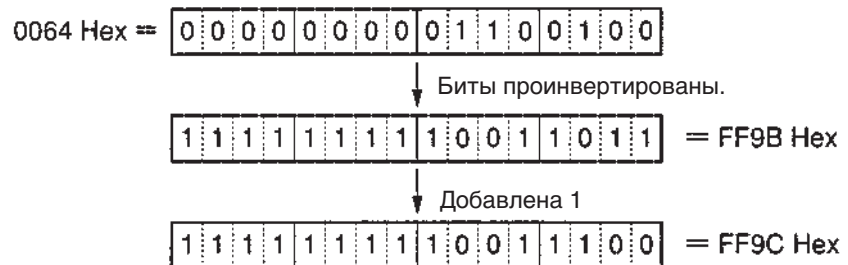 0064 Hex = 0 0 0 0 0 0 0 0 0 1 1 0 0 1 0 0
Биты проинвертированы.
1 1 1 1 1 1 1 1 1 0 0 1 1 0 1 1 = FF9B Hex
Добавлена 1
1 1 1 1 1 1 1 1 1 0 0 1 1 1 0 0 = FF9C Hex